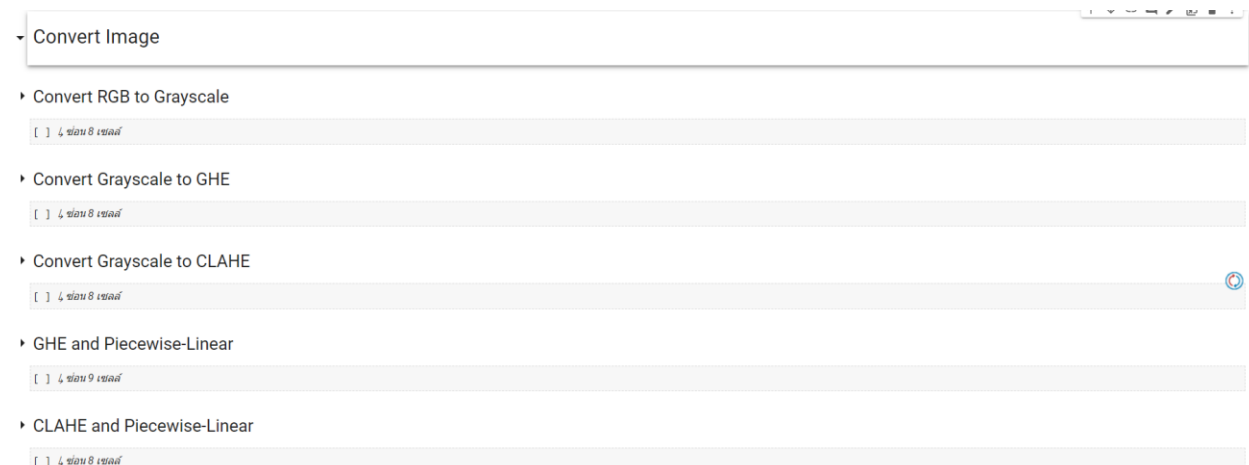 Convert Image
Convert RGB to Grayscale
[ ] ↳ ซ่อน 8 เซลล์
Convert Grayscale to GHE
[ ] ↳ ซ่อน 8 เซลล์
Convert Grayscale to CLAHE
[ ] ↳ ซ่อน 8 เซลล์
GHE and Piecewise-Linear
[ ] ↳ ซ่อน 9 เซลล์
CLAHE and Piecewise-Linear
[ ] ↳ ซ่อน 8 เซลล์